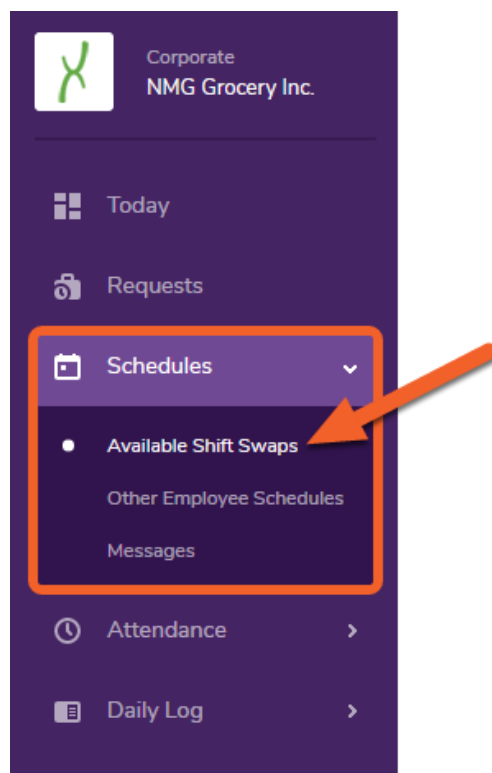 Corporate
NMG Grocery Inc.
Today
Requests
Schedules
Available Shift Swaps
Other Employee Schedules
Messages
Attendance
Daily Log